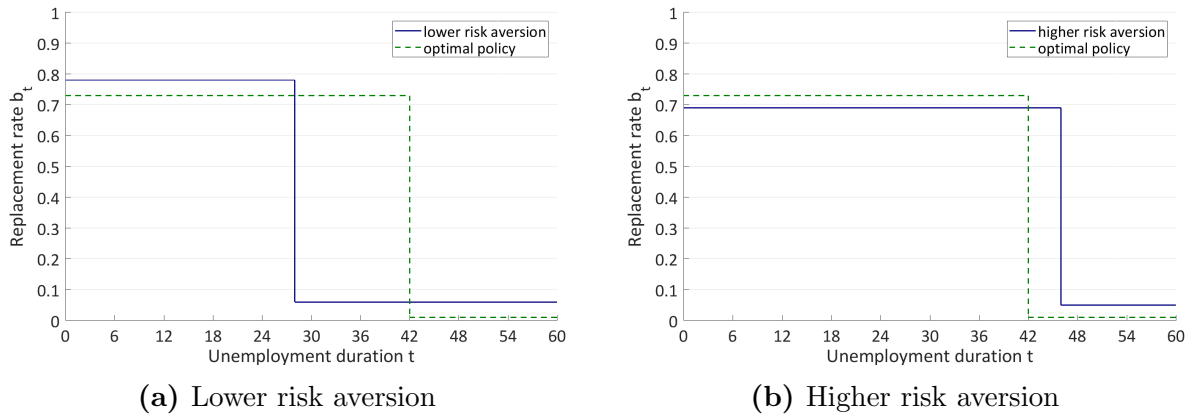 1
0.9
0.8
0.7
0.6
0.5
0.4
0.3
0.2
0.1
0
Replacement rate b_t
lower risk aversion
optimal policy
0 6 12 18 24 30 36 42 48 54 60
Unemployment duration t
(a) Lower risk aversion
1
0.9
0.8
0.7
0.6
0.5
0.4
0.3
0.2
0.1
0
Replacement rate b_t
higher risk aversion
optimal policy
0 6 12 18 24 30 36 42 48 54 60
Unemployment duration t
(b) Higher risk aversion